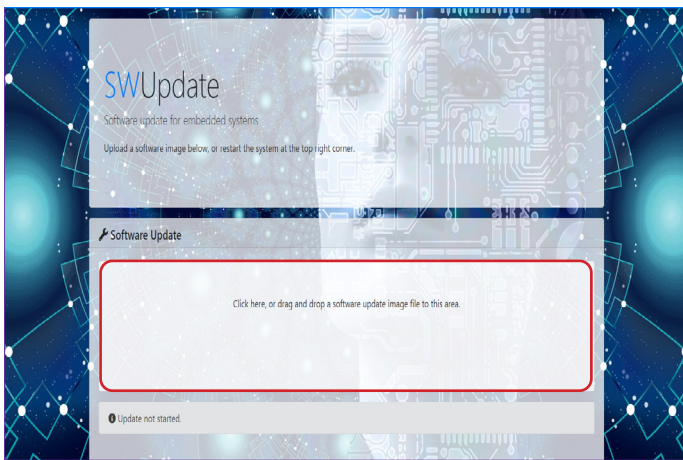 SWUpdate
Software update for embedded systems
Upload a software image below, or restart the system at the top right corner.
Software Update
Click here, or drag and drop a software update image file to this area.
Update not started.